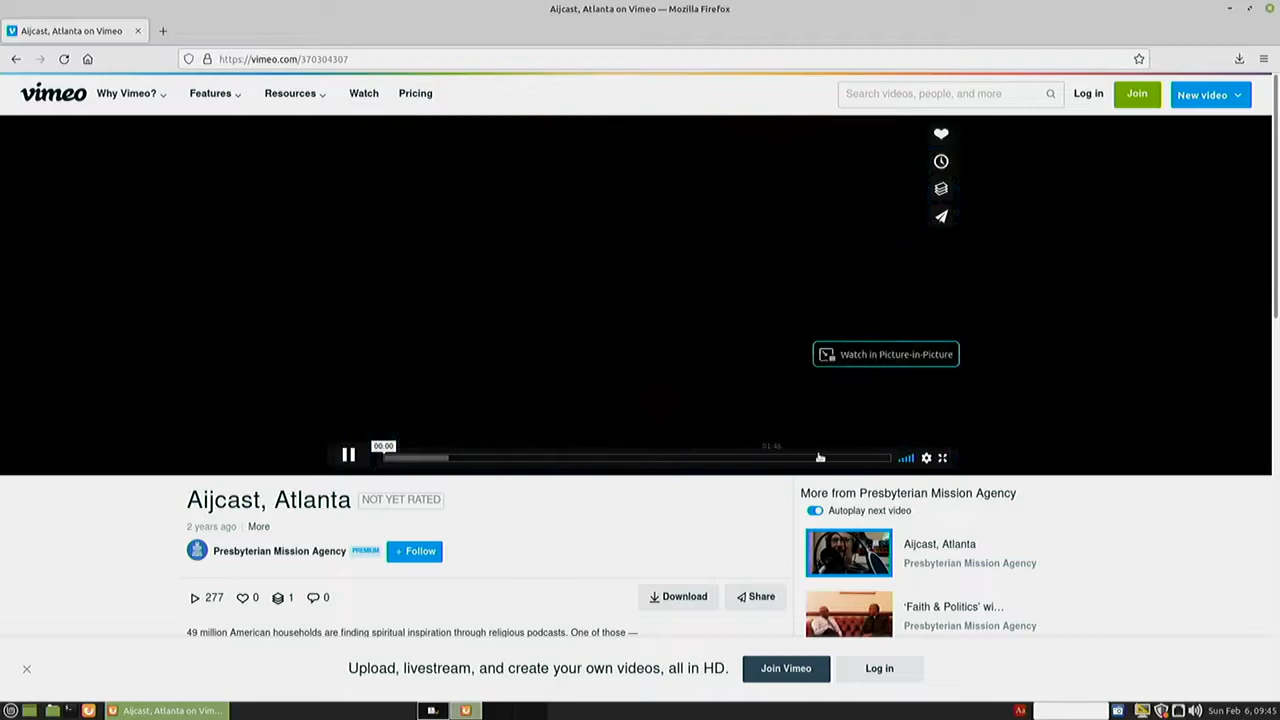 Aijcast, Atlanta on Vimeo — Mozilla Firefox
Aijcast, Atlanta on Vimeo
https://vimeo.com/370304307
vimeo Why Vimeo? Features Resources Watch Pricing Search videos, people, and more Log in Join New video
Watch in Picture-in-Picture
00:00 01:46
Aijcast, Atlanta NOT YET RATED
2 years ago More
Presbyterian Mission Agency PREMIUM + Follow
277 0 1 0 Download Share
49 million American households are finding spiritual inspiration through religious podcasts. One of those —
More from Presbyterian Mission Agency
Autoplay next video
Aijcast, Atlanta
Presbyterian Mission Agency
‘Faith & Politics’ wi...
Presbyterian Mission Agency
Upload, livestream, and create your own videos, all in HD. Join Vimeo Log in
Aijcast, Atlanta on Vim... Sun Feb 6, 09:45